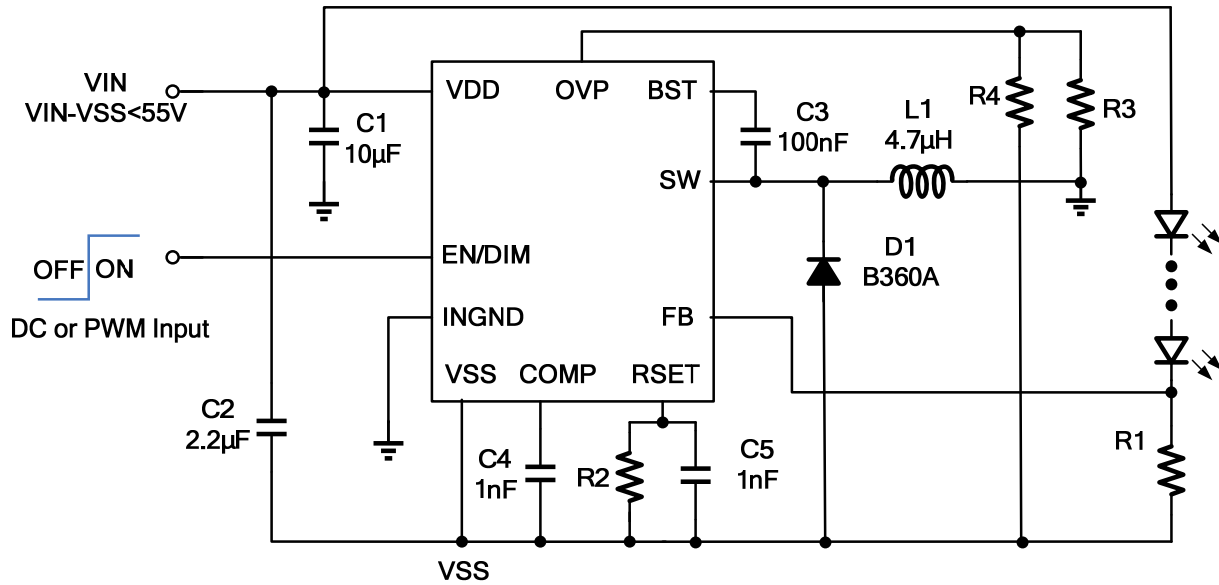 VIN
VIN-VSS<55V
C1
10µF
VDD
OVP
BST
C3
100nF
L1
4.7µH
R4
R3
SW
OFF
ON
DC or PWM Input
EN/DIM
D1
B360A
INGND
FB
VSS
COMP
RSET
C2
2.2µF
C4
1nF
R2
C5
1nF
R1
VSS